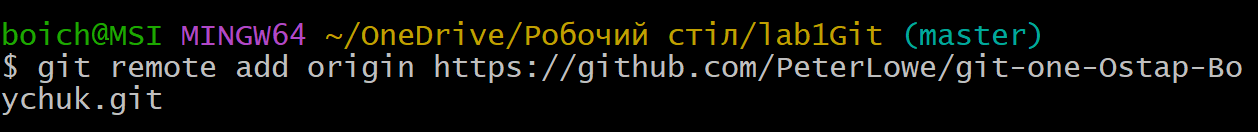 boich@MSI MINGW64 ~/OneDrive/Робочий стіл/lab1Git (master)
$ git remote add origin https://github.com/PeterLowe/git-one-Ostap-Bo
ychuk.git